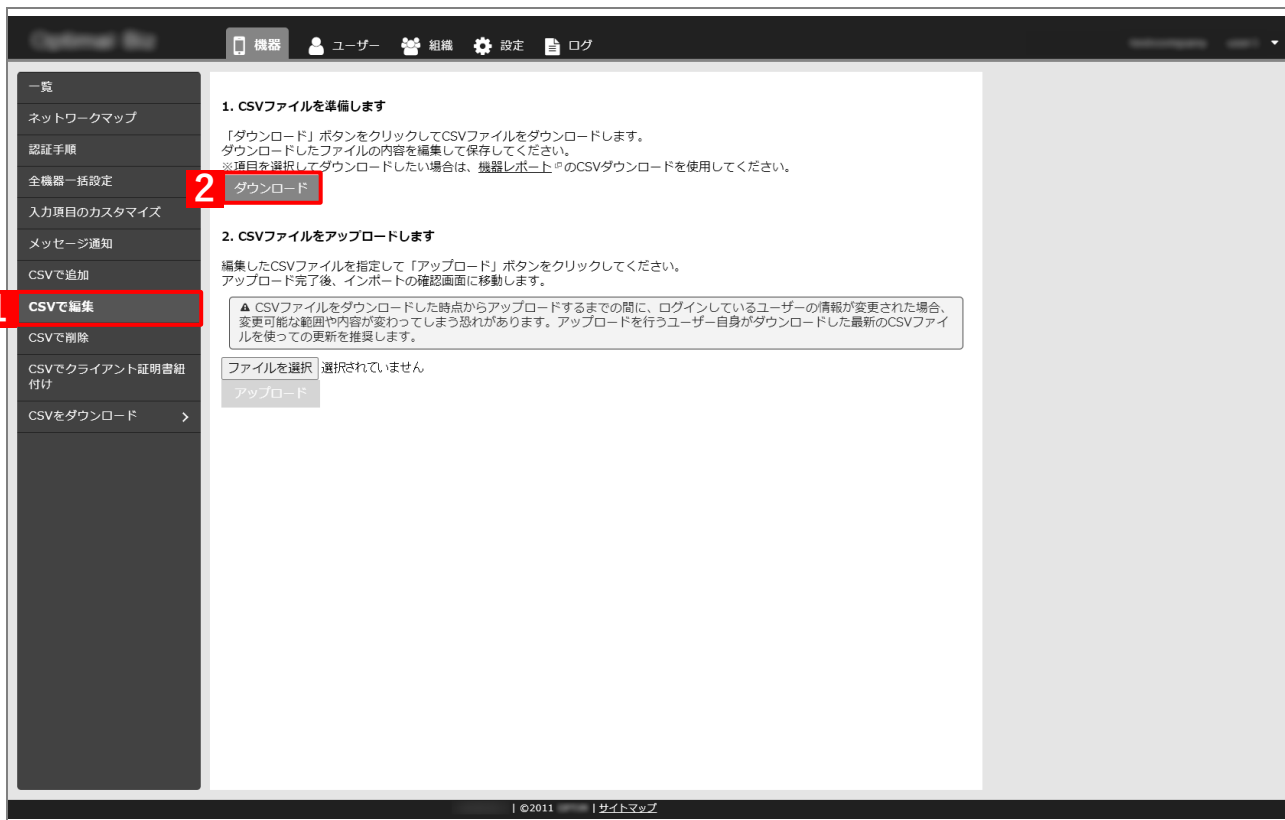 機器 ユーザー 組織 設定 ログ
一覧
ネットワークマップ
認証手順
全機器一括設定
入力項目のカスタマイズ
メッセージ通知
CSVで追加
1
CSVで編集
CSVで削除
CSVでクライアント証明書紐
付け
CSVをダウンロード
1. CSVファイルを準備します
「ダウンロード」ボタンをクリックしてCSVファイルをダウンロードします。
ダウンロードしたファイルの内容を編集して保存してください。
※項目を選択してダウンロードしたい場合は、機器レポートのCSVダウンロードを使用してください。
2
ダウンロード
2. CSVファイルをアップロードします
編集したCSVファイルを指定して「アップロード」ボタンをクリックしてください。
アップロード完了後、インポートの確認画面に移動します。
CSVファイルをダウンロードした時点からアップロードするまでの間に、ログインしているユーザーの情報が変更された場合、
変更可能な範囲や内容が変わってしまう恐れがあります。アップロードを行うユーザー自身がダウンロードした最新のCSVファイ
ルを使っての更新を推奨します。
ファイルを選択 選択されていません
アップロード
| ©2011 | サイトマップ